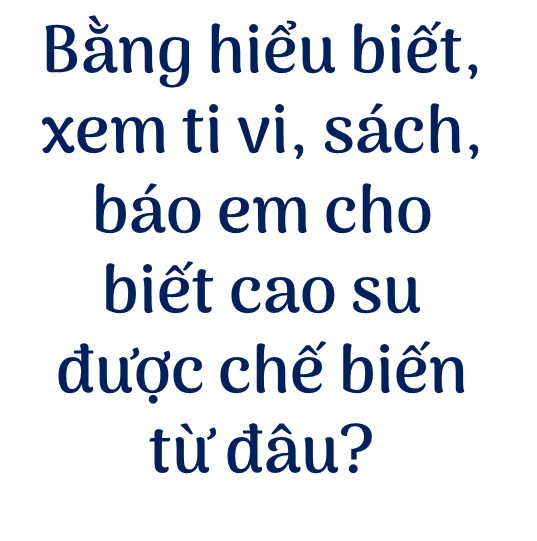 Bằng hiểu biết,
xem ti vi, sách,
báo em cho
biết cao su
được chế biến
từ đâu?